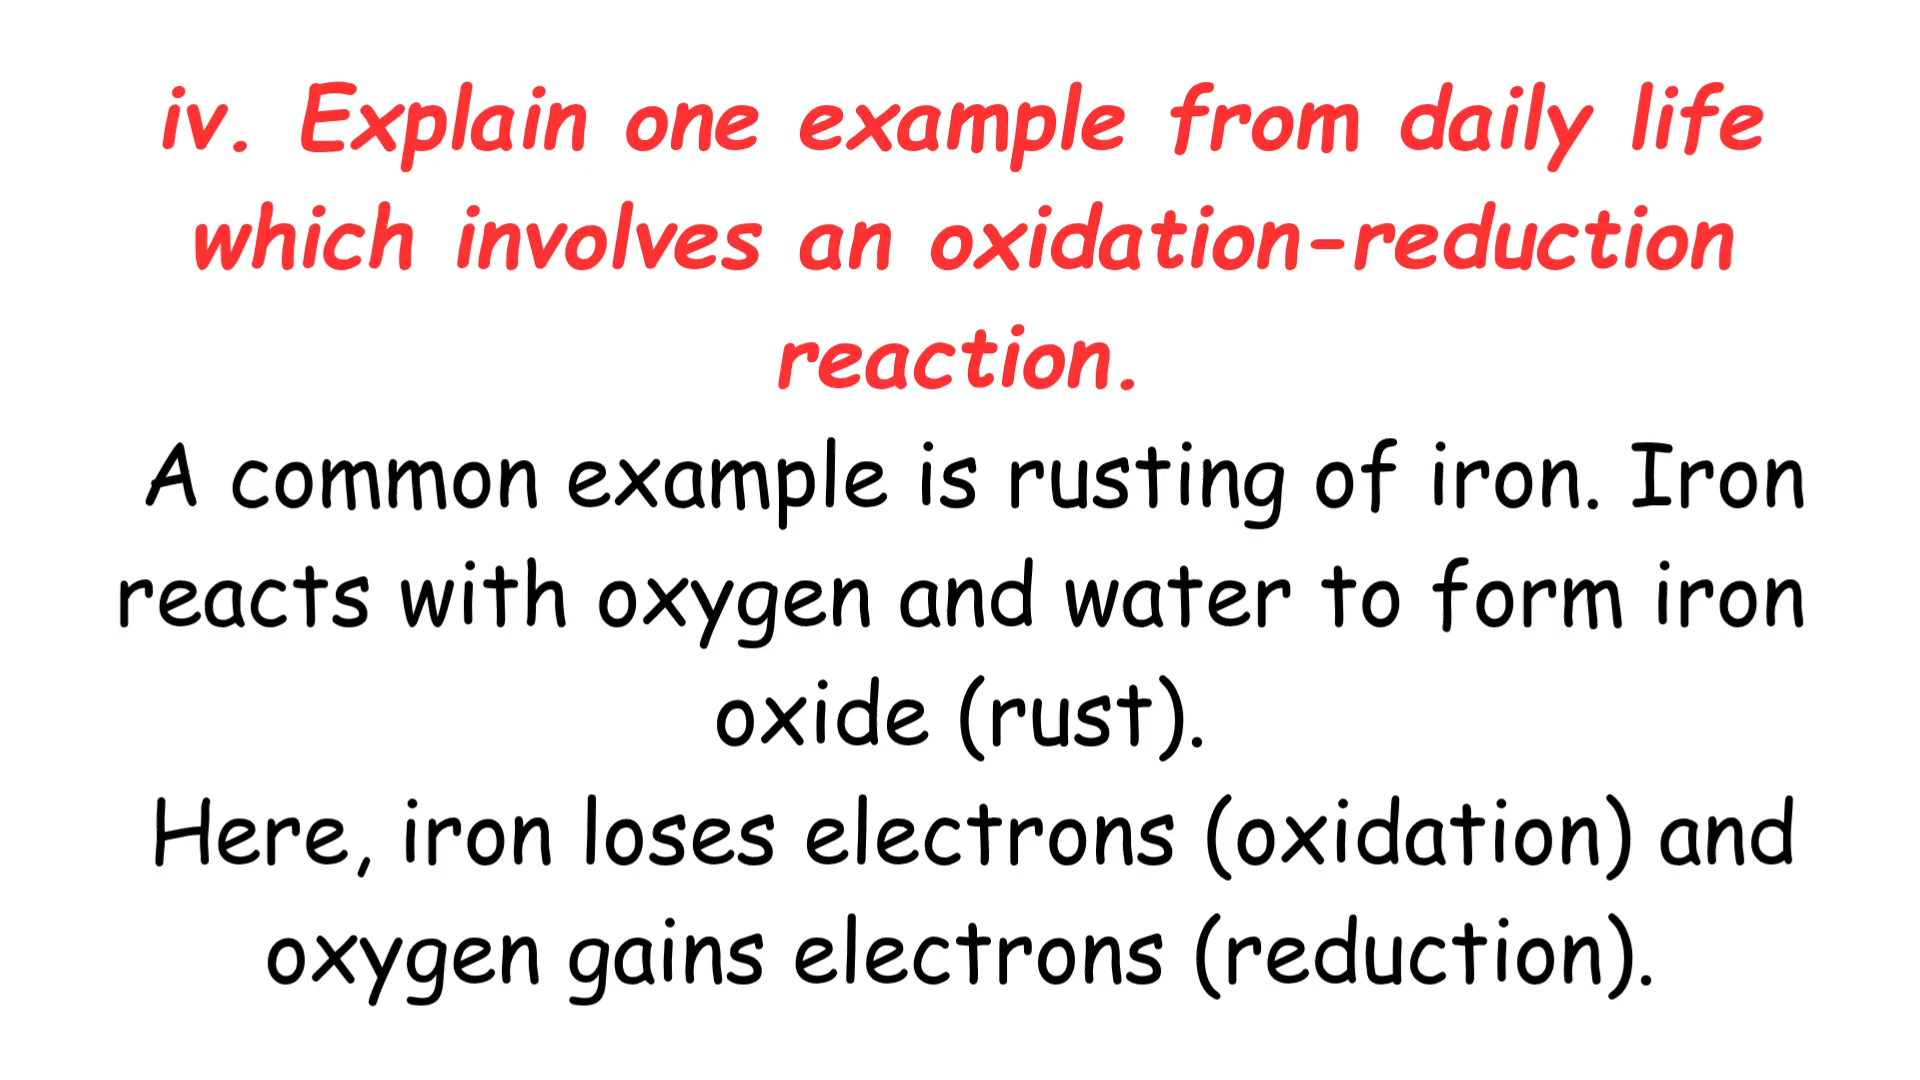 iv. Explain one example from daily life
which involves an oxidation-reduction
reaction.
A common example is rusting of iron. Iron
reacts with oxygen and water to form iron
oxide (rust).
Here, iron loses electrons (oxidation) and
oxygen gains electrons (reduction).